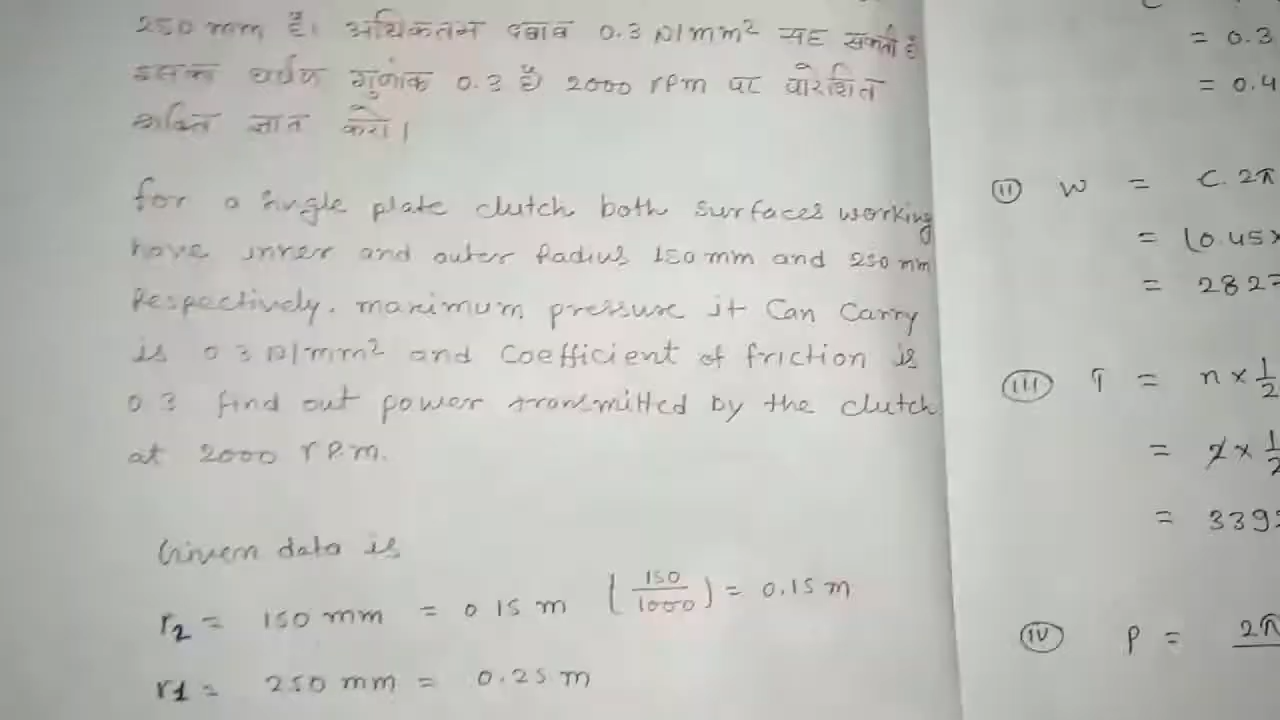 250 mm है। अधिकतम दबाव 0.3 N/mm² सह सकती है
इसका घर्षण गुणांक 0.3 है 2000 rpm पर पारेषित
शक्ति ज्ञात करो।
for a single plate clutch both surfaces working
have inner and outer Radius 150 mm and 250 mm
Respectively. maximum pressure it Can Carry
is 0.3 N/mm² and Coefficient of friction is
0.3 find out power transmitted by the clutch
at 2000 r P.m.
Given data is
r2 = 150 mm = 0.15 m (150/1000) = 0.15 m
r1 = 250 mm = 0.25 m
= 0.3
= 0.4
(II) W = C. 2π
= (0.45×
= 2827
(III) T = n × 1/2
= 2 × 1/2
= 339
(IV) P = 2π